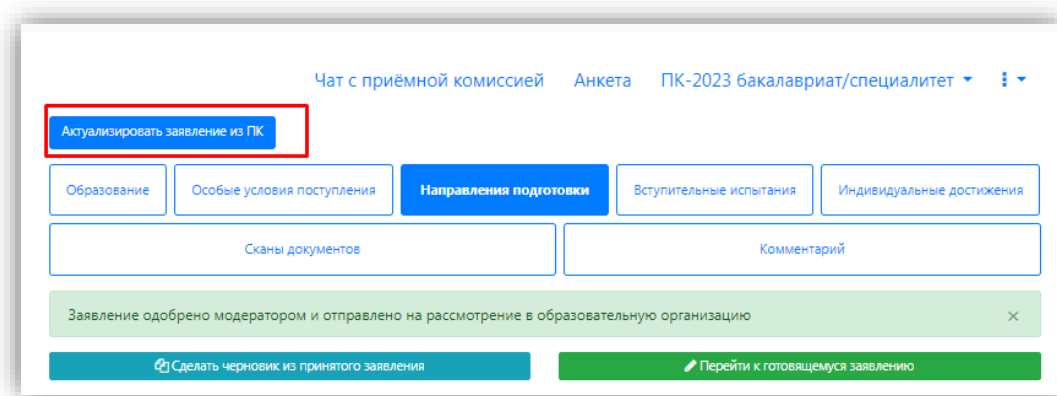 Чат с приёмной комиссией Анкета ПК-2023 бакалавриат/специалитет
Актуализировать заявление из ПК
Образование Особые условия поступления Направления подготовки Вступительные испытания Индивидуальные достижения
Сканы документов Комментарий
Заявление одобрено модератором и отправлено на рассмотрение в образовательную организацию ×
Сделать черновик из принятого заявления Перейти к готовящемуся заявлению